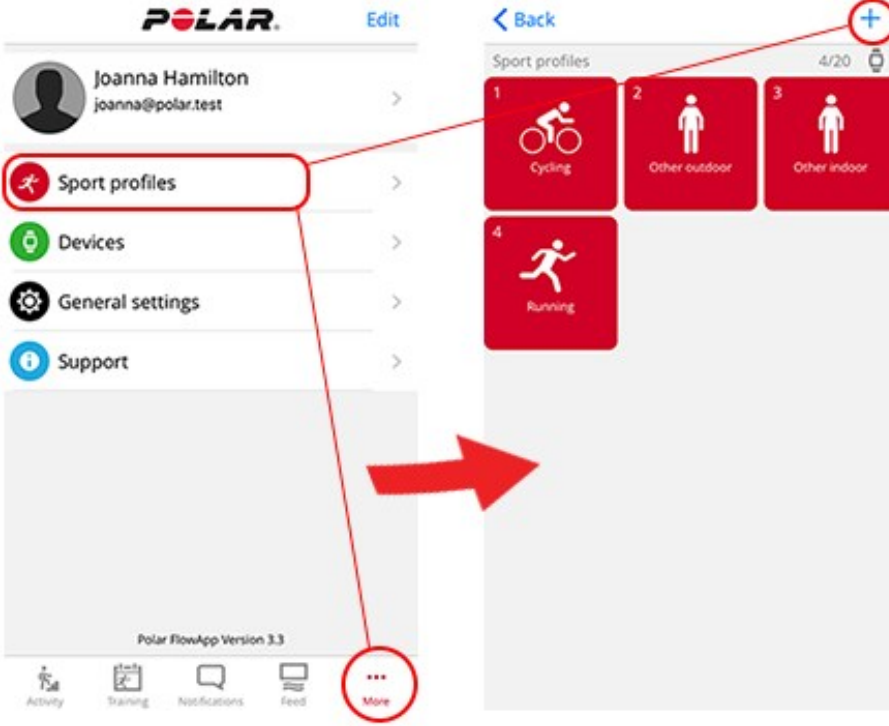 POLAR.
Edit
Joanna Hamilton
joanna@polar.test
Sport profiles
Devices
General settings
Support
Polar FlowApp Version 3.3
Activity
Training
Notifications
Feed
More
Back
Sport profiles 4/20
1
Cycling
2
Other outdoor
3
Other indoor
4
Running